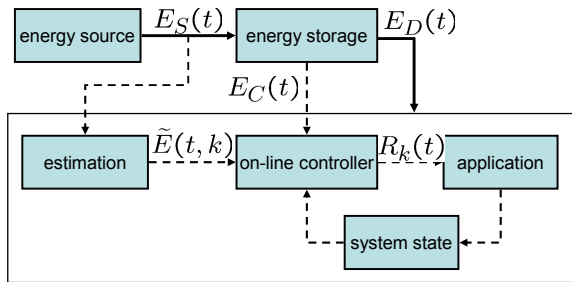 energy source
E_S(t)
energy storage
E_D(t)
E_C(t)
estimation
Ẽ(t, k)
on-line controller
R_k(t)
application
system state